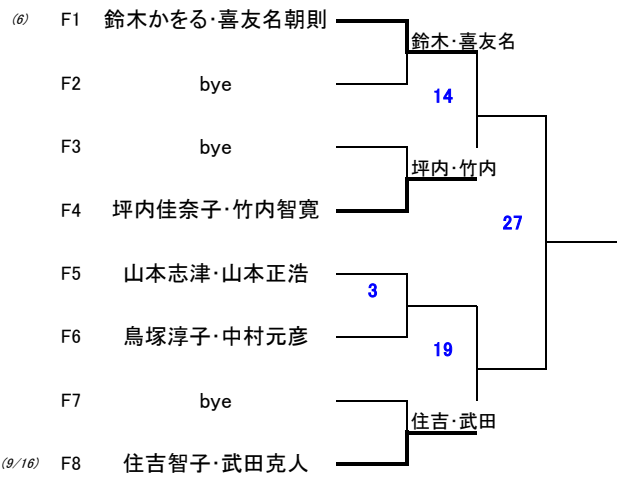 (6) F1 鈴木かをる・喜友名朝則
鈴木・喜友名
F2 bye
14
F3 bye
坪内・竹内
F4 坪内佳奈子・竹内智寛
27
F5 山本志津・山本正浩
3
F6 鳥塚淳子・中村元彦
19
F7 bye
住吉・武田
(9/16) F8 住吉智子・武田克人